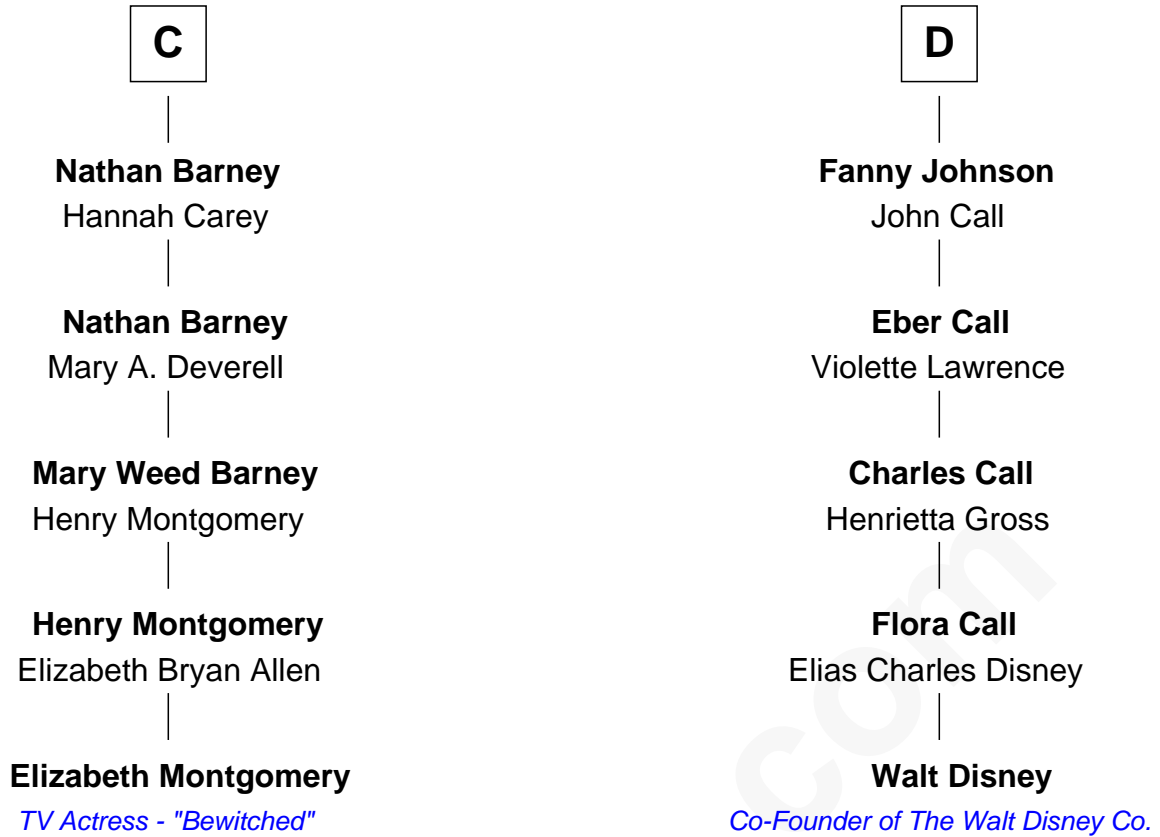 C
Nathan Barney
Hannah Carey
Nathan Barney
Mary A. Deverell
Mary Weed Barney
Henry Montgomery
Henry Montgomery
Elizabeth Bryan Allen
Elizabeth Montgomery
TV Actress - "Bewitched"
D
Fanny Johnson
John Call
Eber Call
Violette Lawrence
Charles Call
Henrietta Gross
Flora Call
Elias Charles Disney
Walt Disney
Co-Founder of The Walt Disney Co.
com